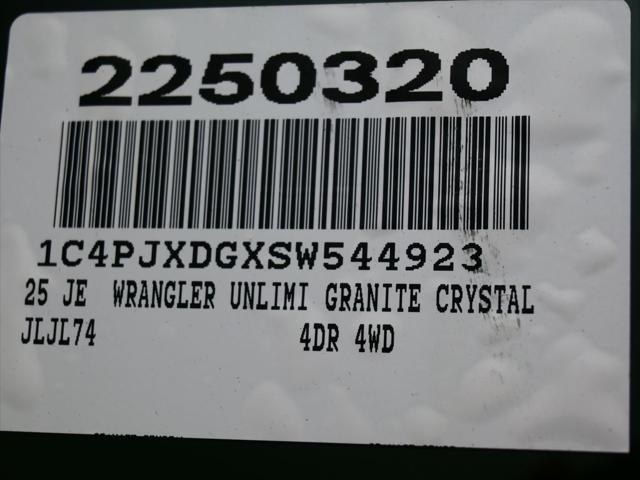 2250320
1C4PJXDGXSW544923
25 JE WRANGLER UNLIMI GRANITE CRYSTAL
JLJL74 4DR 4WD